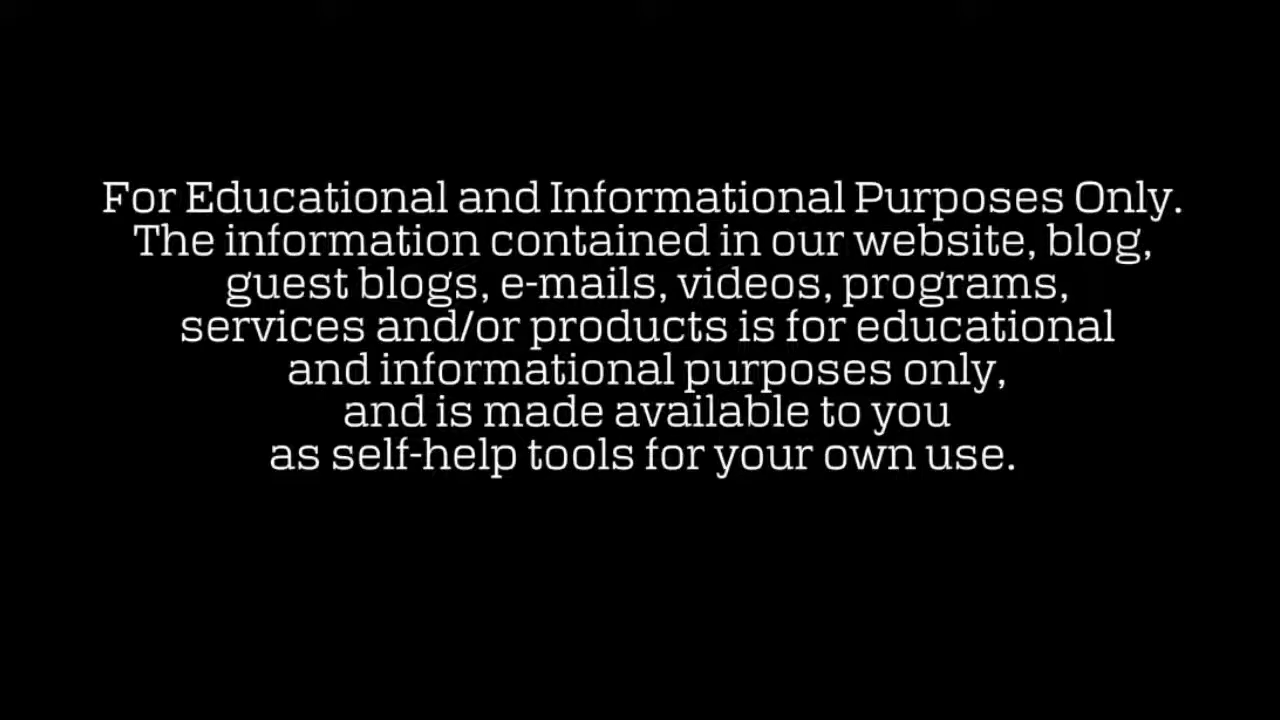 For Educational and Informational Purposes Only.
The information contained in our website, blog,
guest blogs, e-mails, videos, programs,
services and/or products is for educational
and informational purposes only,
and is made available to you
as self-help tools for your own use.